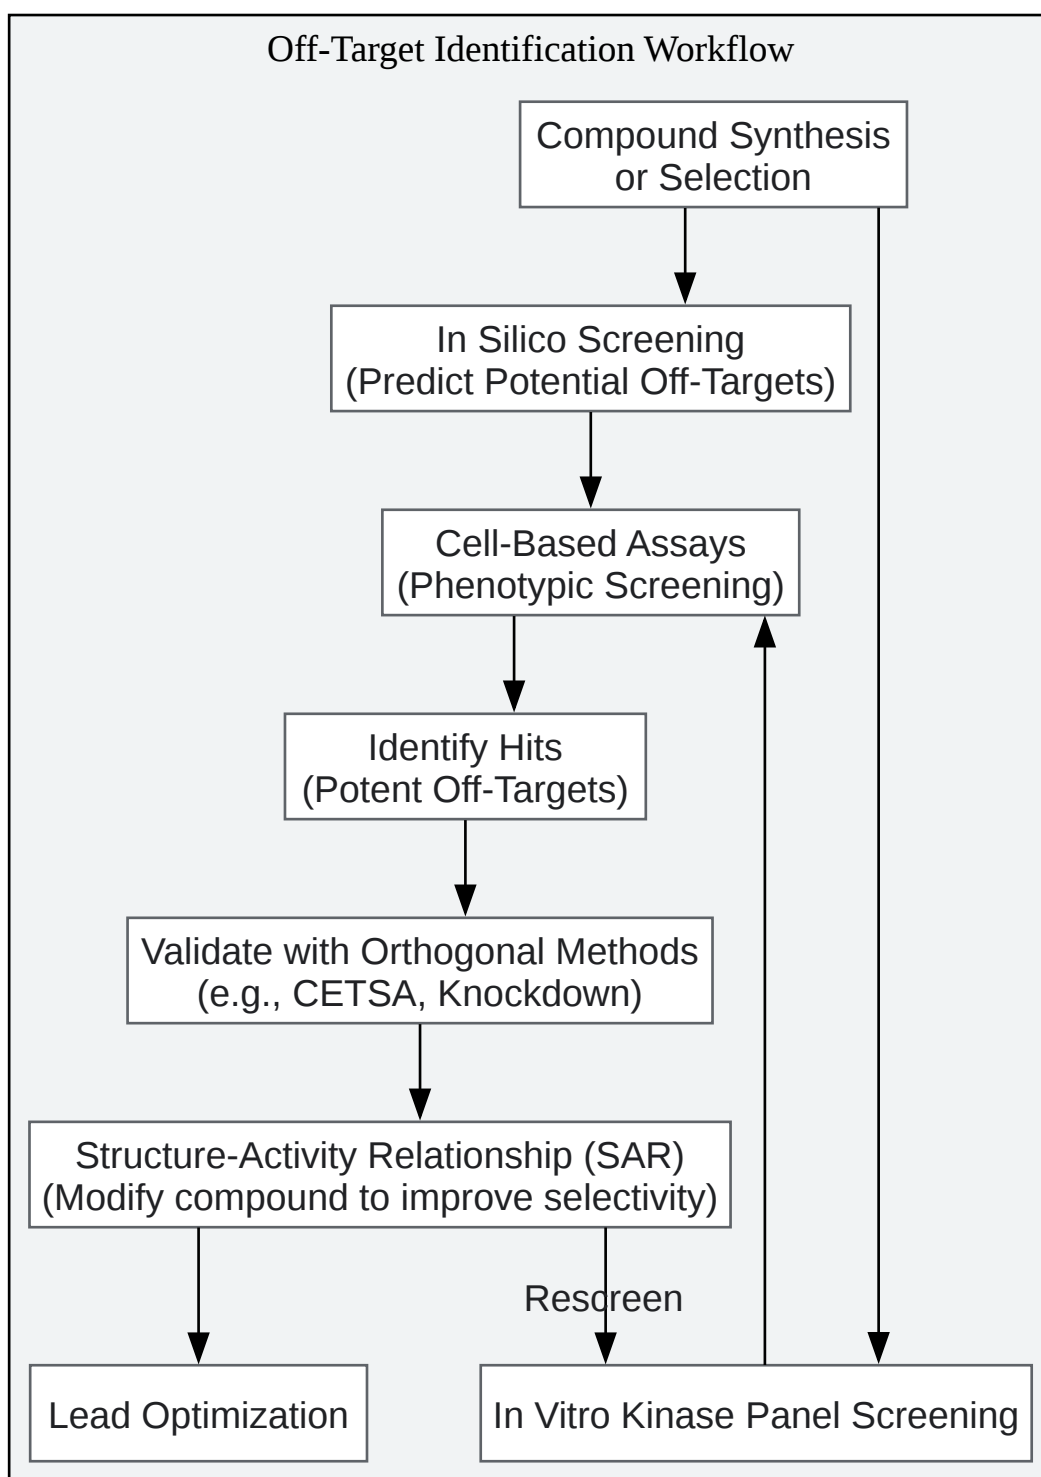 Off-Target Identification Workflow
Compound Synthesis
or Selection
In Silico Screening
(Predict Potential Off-Targets)
Cell-Based Assays
(Phenotypic Screening)
Identify Hits
(Potent Off-Targets)
Validate with Orthogonal Methods
(e.g., CETSA, Knockdown)
Structure-Activity Relationship (SAR)
(Modify compound to improve selectivity)
Rescreen
Lead Optimization
In Vitro Kinase Panel Screening